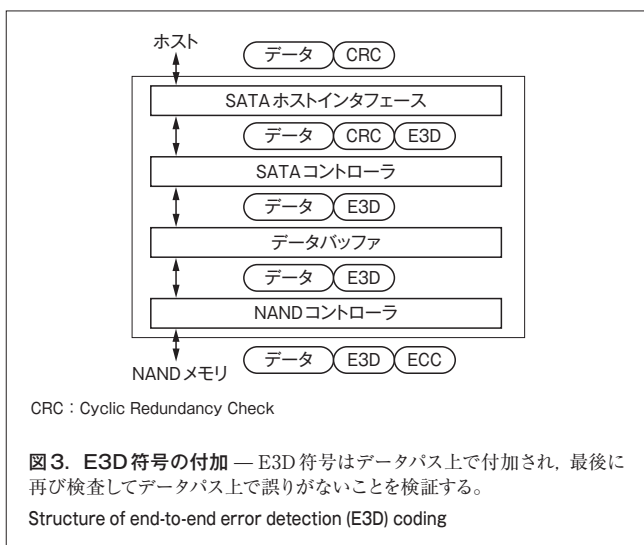 ホスト
データ CRC
SATAホストインタフェース
データ CRC E3D
SATAコントローラ
データ E3D
データバッファ
データ E3D
NANDコントローラ
データ E3D ECC
NANDメモリ
CRC：Cyclic Redundancy Check
図3．E3D符号の付加 — E3D符号はデータパス上で付加され，最後に
再び検査してデータパス上で誤りがないことを検証する。
Structure of end-to-end error detection (E3D) coding